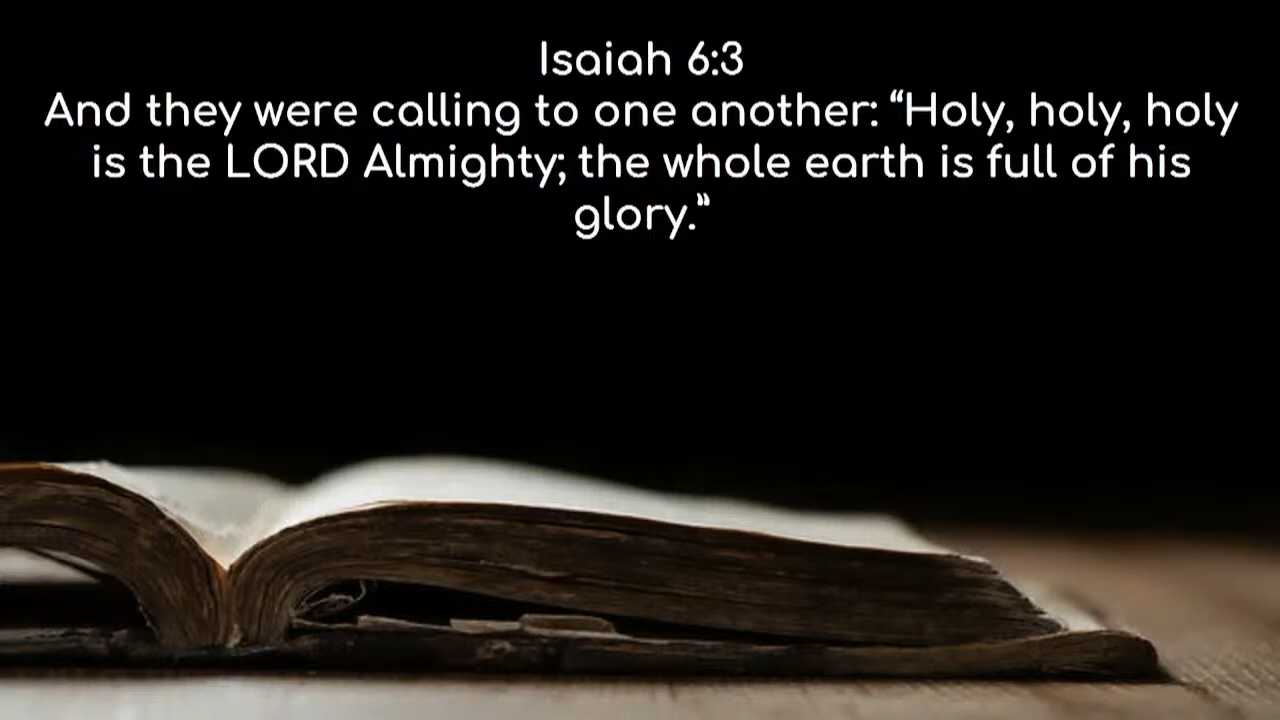 Isaiah 6:3
And they were calling to one another: “Holy, holy, holy
is the LORD Almighty; the whole earth is full of his
glory.”